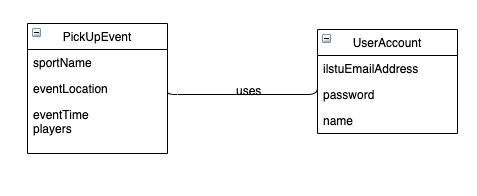 PickUpEvent
sportName
eventLocation
eventTime
players
uses
UserAccount
ilstuEmailAddress
password
name